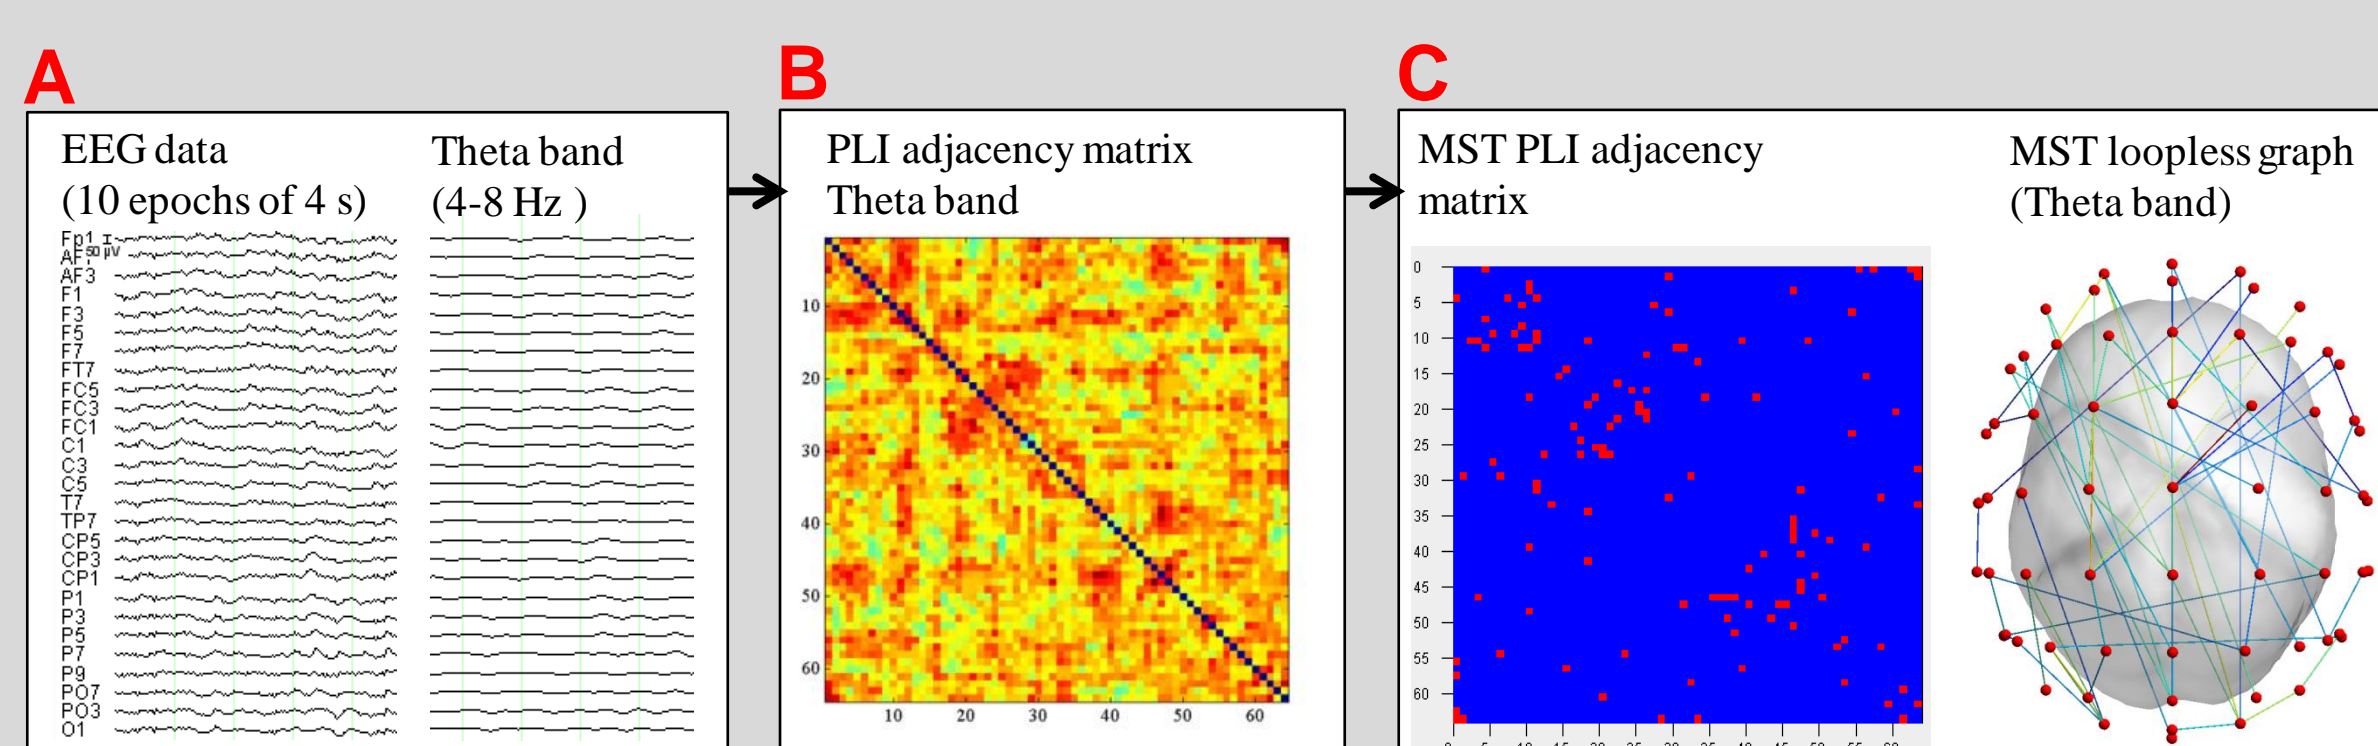 A
B
C
EEG data
(10 epochs of 4 s)
Theta band
(4-8 Hz )
Fp1
50 µV
AF3
F1
F3
F5
F7
FT7
FC5
FC3
FC1
C1
C3
C5
T7
TP7
CP5
CP3
CP1
P1
P3
P5
P7
P9
PO7
PO3
O1
PLI adjacency matrix
Theta band
10
20
30
40
50
60
10 20 30 40 50 60
MST PLI adjacency
matrix
0
5
10
15
20
25
30
35
40
45
50
55
60
MST loopless graph
(Theta band)